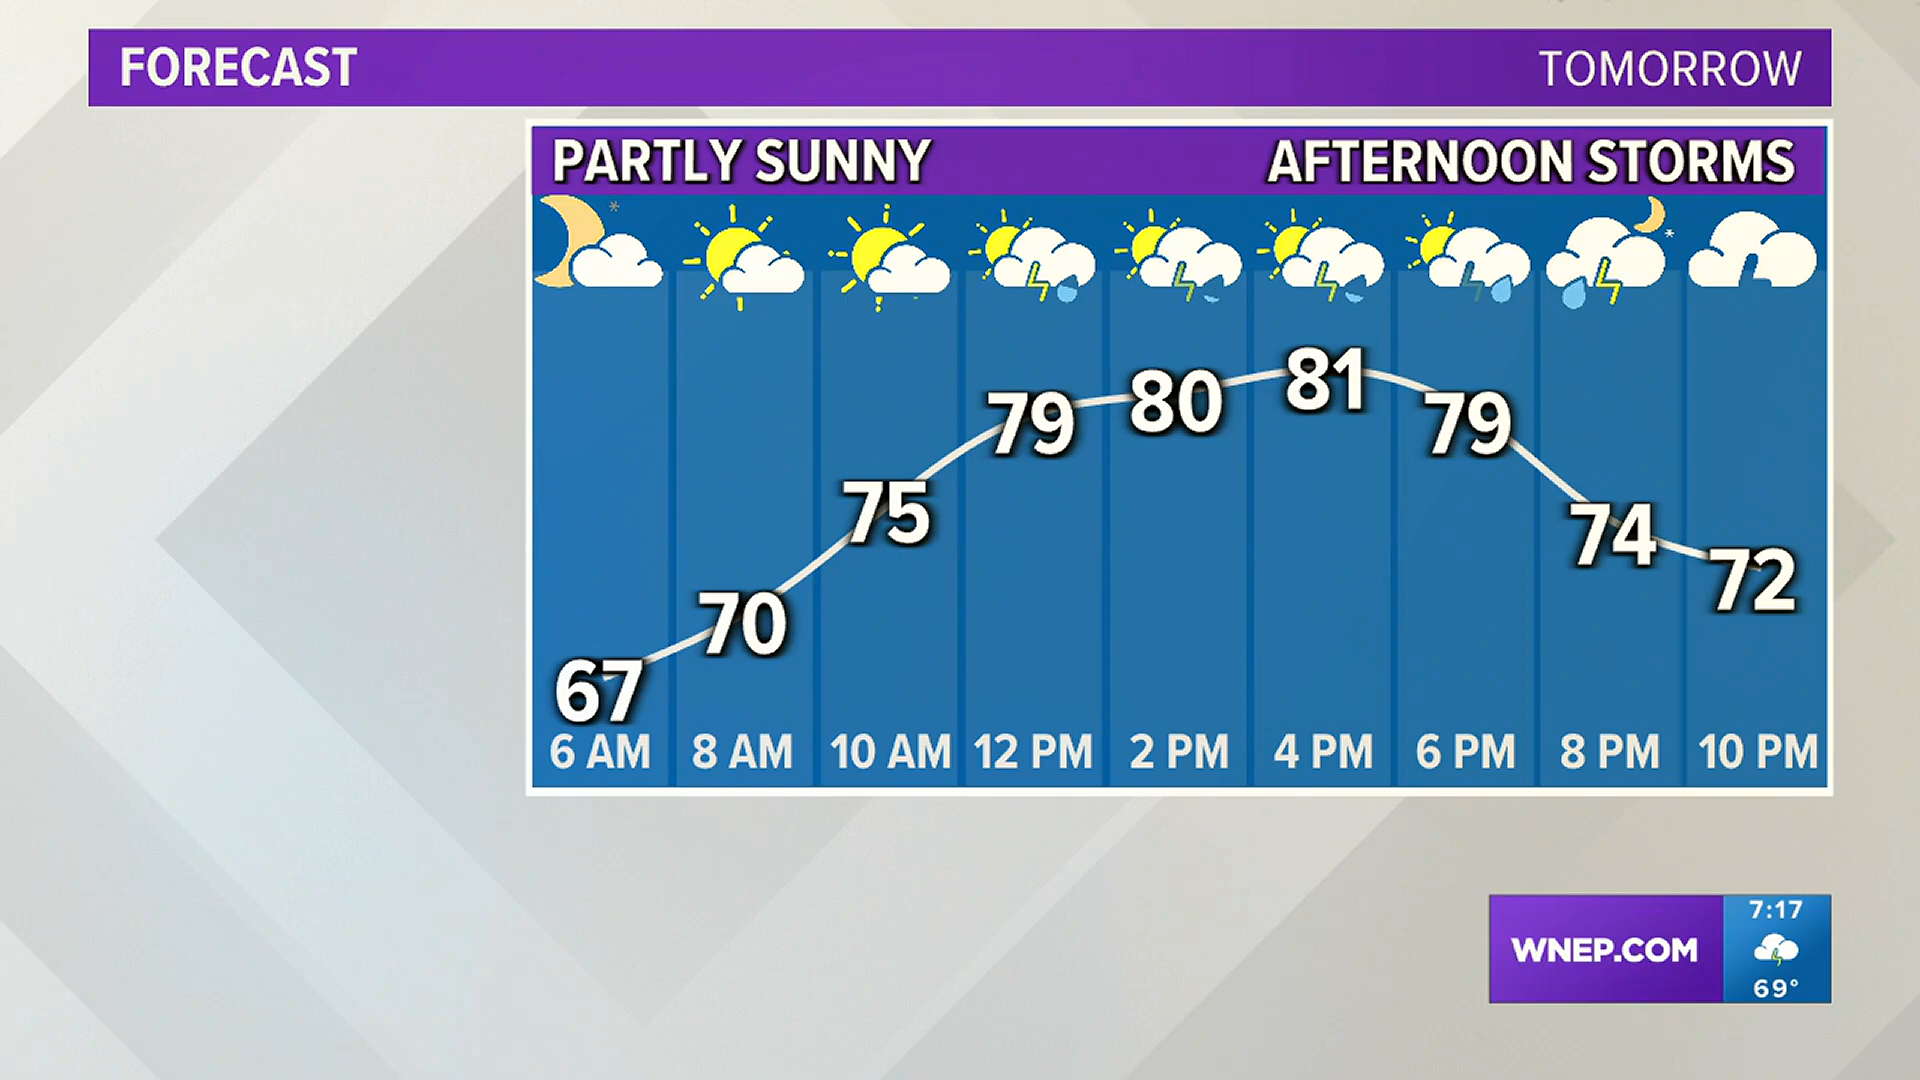 FORECAST
TOMORROW
PARTLY SUNNY
AFTERNOON STORMS
67 70 75 79 80 81 79 74 72
6 AM 8 AM 10 AM 12 PM 2 PM 4 PM 6 PM 8 PM 10 PM
WNEP.COM
7:17
69°